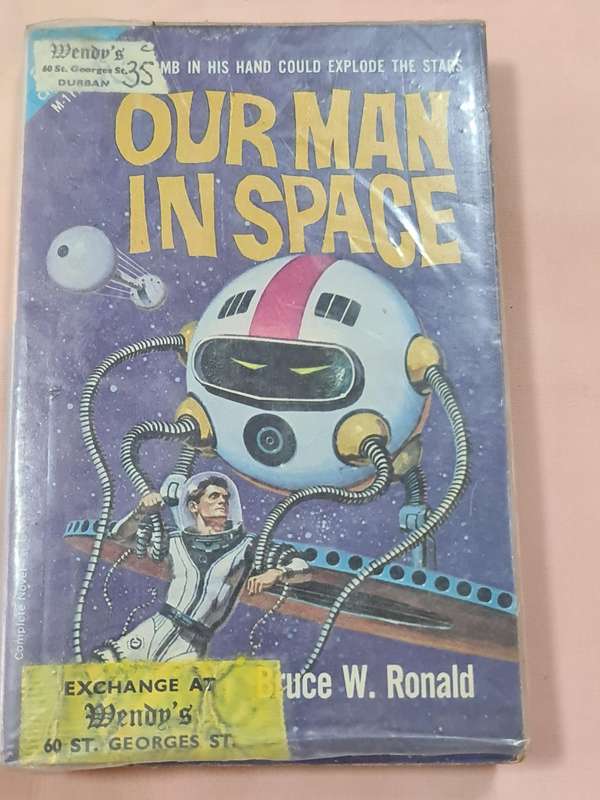 Wendy's
60 St. Georges St.
DURBAN
35
c
MB IN HIS HAND COULD EXPLODE THE STARS
M-11
OUR MAN
IN SPACE
Complete Novel
Bruce W. Ronald
EXCHANGE AT
Wendy's
60 ST. GEORGES ST.